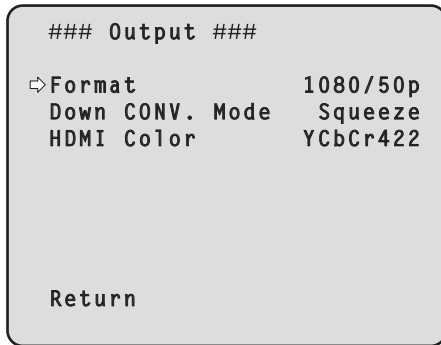 ### Output ###
⇨Format 1080/50p
Down CONV. Mode Squeeze
HDMI Color YCbCr422
Return